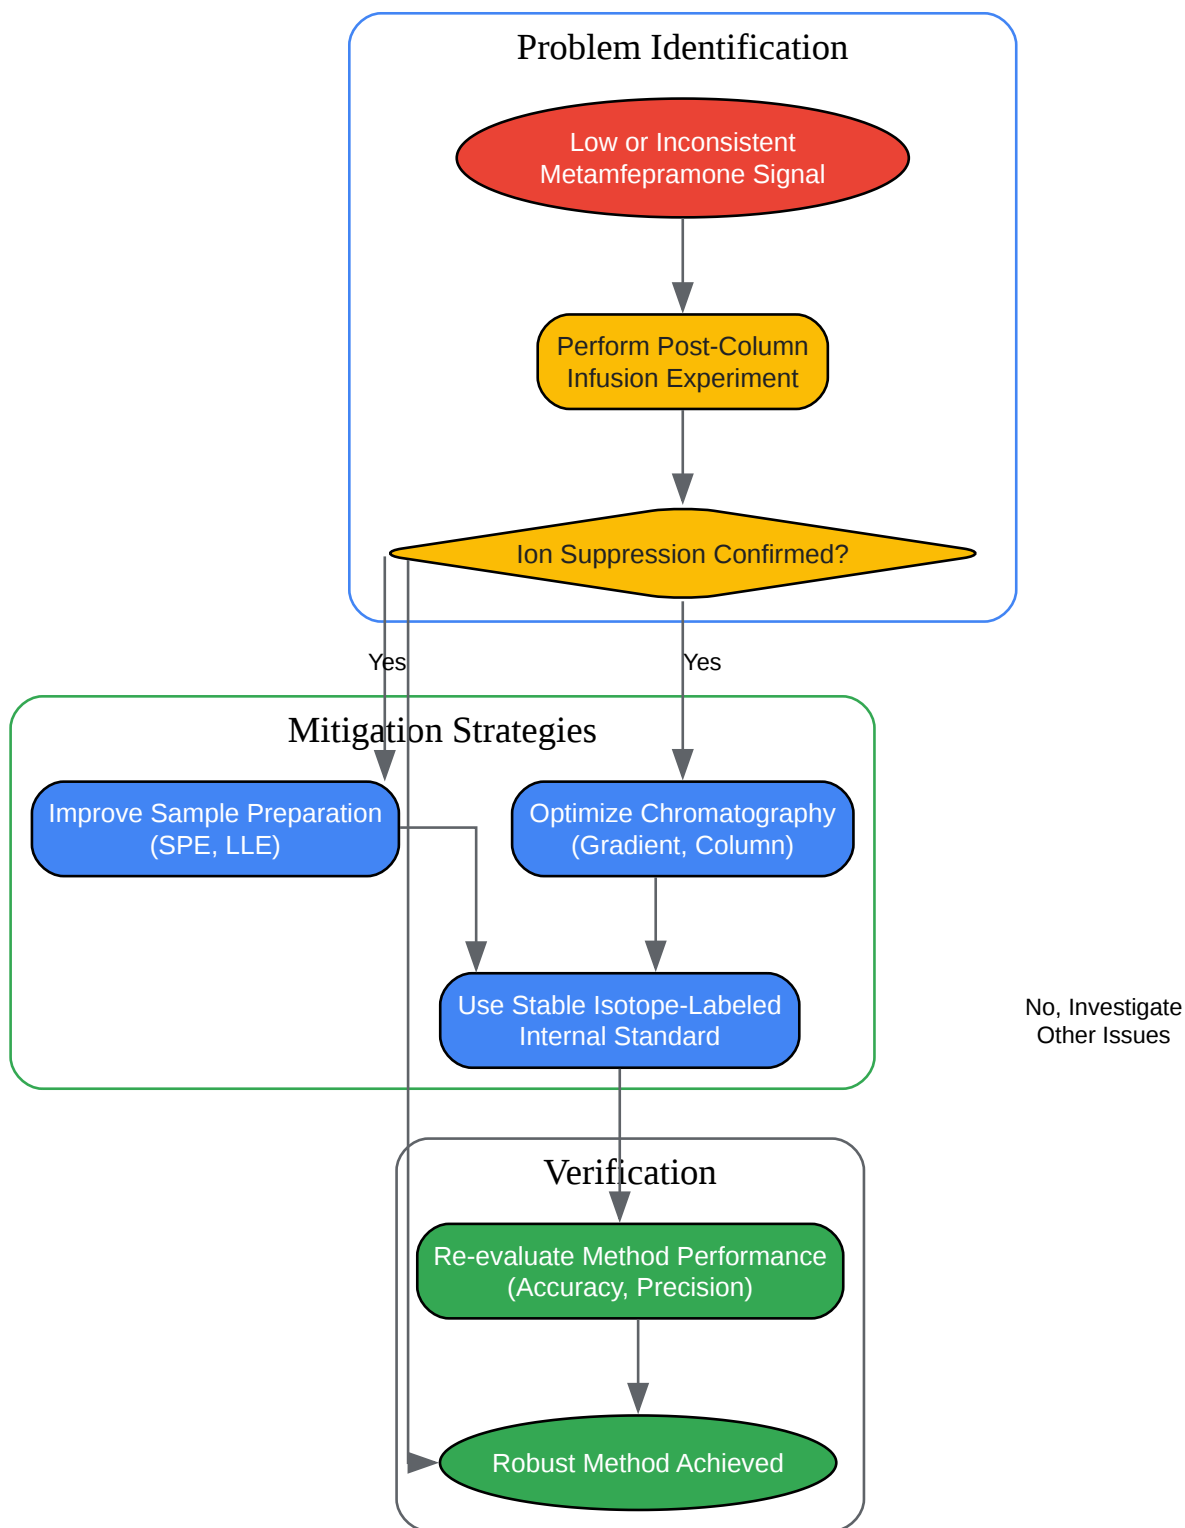 Problem Identification
Low or Inconsistent
Metamfepramone Signal
Perform Post-Column
Infusion Experiment
Ion Suppression Confirmed?
Yes
Yes
Mitigation Strategies
Improve Sample Preparation
(SPE, LLE)
Optimize Chromatography
(Gradient, Column)
Use Stable Isotope-Labeled
Internal Standard
No, Investigate
Other Issues
Verification
Re-evaluate Method Performance
(Accuracy, Precision)
Robust Method Achieved